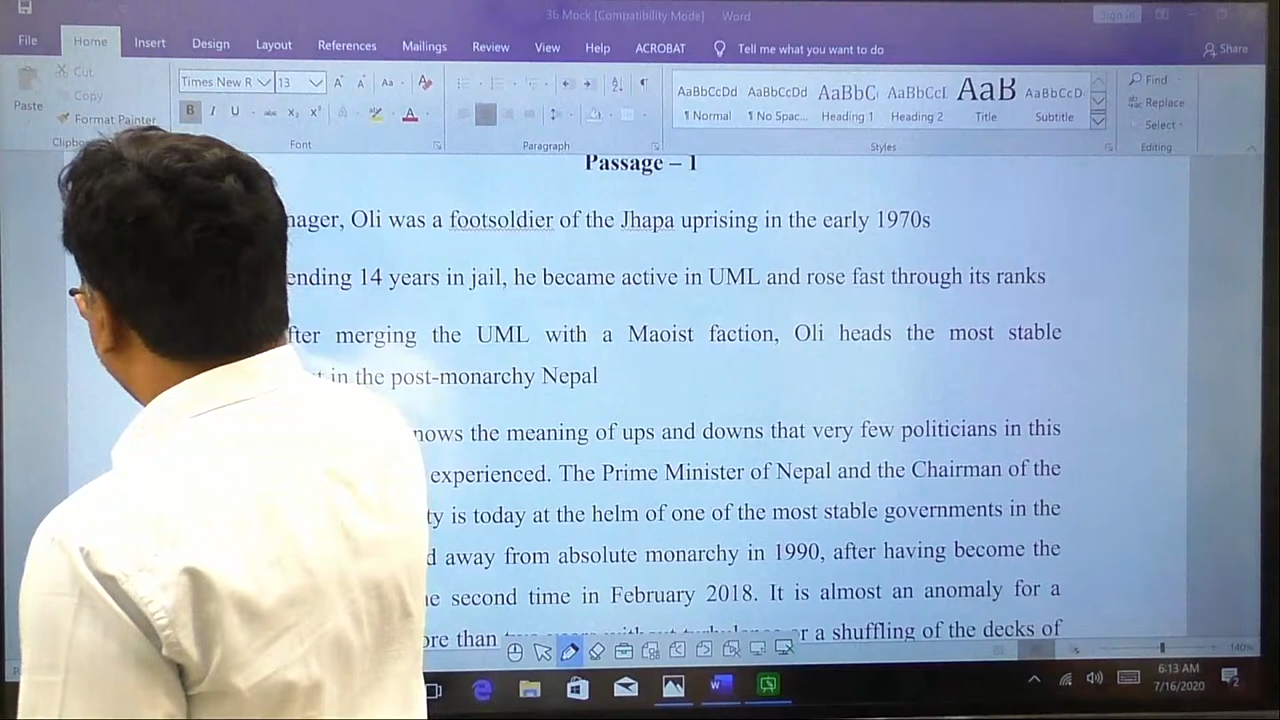 36 Mock [Compatibility Mode] - Word
Sign in
File Home Insert Design Layout References Mailings Review View Help ACROBAT Tell me what you want to do Share
Paste
Cut
Copy
Format Painter
Times New R 13
Aa
B I U abc X₂ X² A
AaBbCcDd AaBbCcDd AaBbC AaBbCcI AaB AaBbCcD
¶ Normal ¶ No Spac... Heading 1 Heading 2 Title Subtitle
Find
Replace
Select
Font Paragraph Styles Editing
Passage – 1
Oli was a footsoldier of the Jhapa uprising in the early 1970s
14 years in jail, he became active in UML and rose fast through its ranks
merging the UML with a Maoist faction, Oli heads the most stable
in the post-monarchy Nepal
the meaning of ups and downs that very few politicians in this
experienced. The Prime Minister of Nepal and the Chairman of the
is today at the helm of one of the most stable governments in the
away from absolute monarchy in 1990, after having become the
second time in February 2018. It is almost an anomaly for a
than
a shuffling of the decks of
140%
6:13 AM
7/16/2020
2